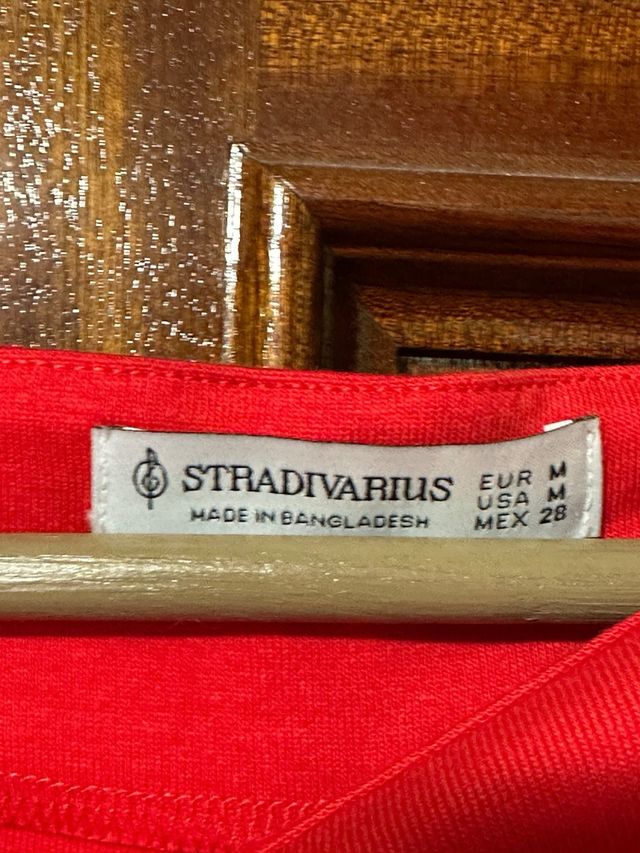 STRADIVARIUS
MADE IN BANGLADESH
EUR M
USA M
MEX 28